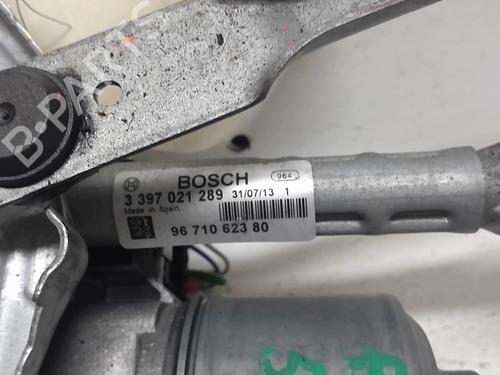 B-PARTS
BOSCH
964
3 397 021 289 31/07/13 1
Made in Spain
96 710 623 80